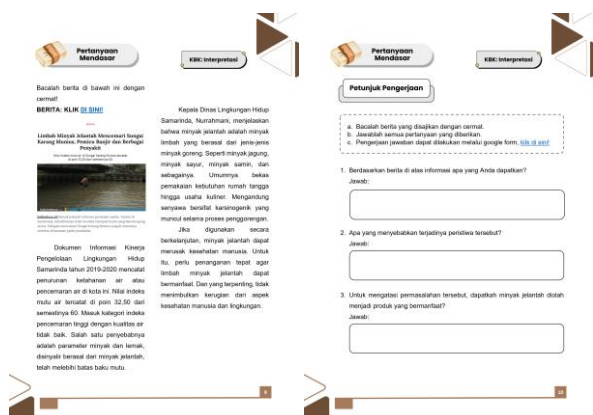 Pertanyaan
Mendasar
KBK: Interpretasi
Bacalah berita di bawah ini dengan
cermat!
BERITA: KLIK DI SINI!
Limbah Minyak Jelantah Mencemari Sungai
Karang Mumus, Pemicu Banjir dan Berbagai
Penyakit
Dokumen Informasi Kinerja
Pengelolaan Lingkungan Hidup
Samarinda tahun 2019-2020 mencatat
penurunan ketahanan air atau
pencemaran air di kota ini. Nilai indeks
mutu air tercatat di poin 32,50 dari
semestinya 60. Masuk kategori indeks
pencemaran tinggi dengan kualitas air
tidak baik. Salah satu penyebabnya
adalah parameter minyak dan lemak,
disinyalir berasal dari minyak jelantah,
telah melebihi batas baku mutu.
Kepala Dinas Lingkungan Hidup
Samarinda, Nurrahmani, menjelaskan
bahwa minyak jelantah adalah minyak
limbah yang berasal dari jenis-jenis
minyak goreng. Seperti minyak jagung,
minyak sayur, minyak samin, dan
sebagainya. Umumnya bekas
pemakaian kebutuhan rumah tangga
hingga usaha kuliner. Mengandung
senyawa bersifat karsinogenik yang
muncul selama proses penggorengan.
Jika digunakan secara
berkelanjutan, minyak jelantah dapat
merusak kesehatan manusia. Untuk
itu, perlu penanganan tepat agar
limbah minyak jelantah dapat
bermanfaat. Dan yang terpenting, tidak
menimbulkan kerugian dari aspek
kesehatan manusia dan lingkungan.
9
Pertanyaan
Mendasar
KBK: Interpretasi
Petunjuk Pengerjaan
a. Bacalah berita yang disajikan dengan cermat.
b. Jawablah semua pertanyaan yang diberikan.
c. Pengerjaan jawaban dapat dilakukan melalui google form, klik di sini!
1. Berdasarkan berita di atas informasi apa yang Anda dapatkan?
Jawab:
2. Apa yang menyebabkan terjadinya peristiwa tersebut?
Jawab:
3. Untuk mengatasi permasalahan tersebut, dapatkah minyak jelantah diolah
menjadi produk yang bermanfaat?
Jawab:
10